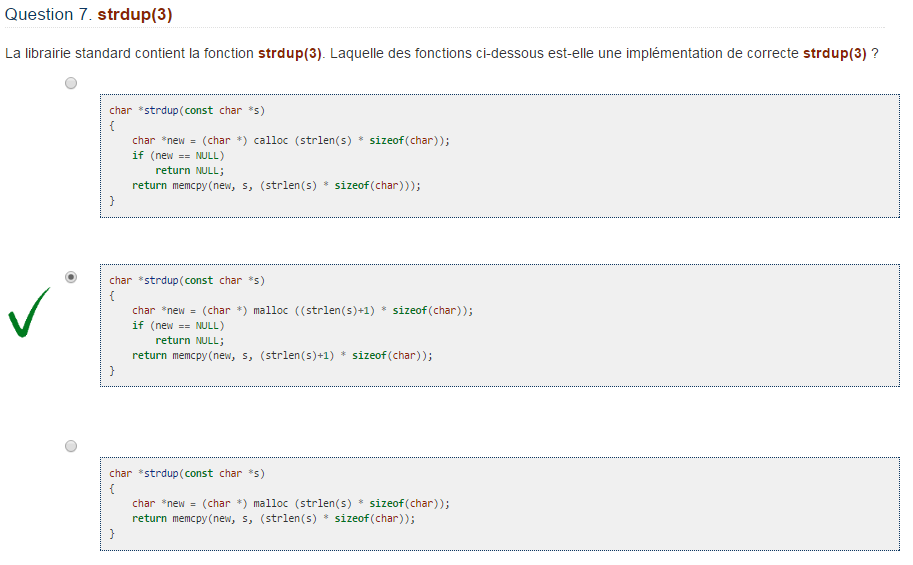 Question 7. strdup(3)
La librairie standard contient la fonction strdup(3). Laquelle des fonctions ci-dessous est-elle une implémentation de correcte strdup(3) ?
char *strdup(const char *s)
{
    char *new = (char *) calloc (strlen(s) * sizeof(char));
    if (new == NULL)
        return NULL;
    return memcpy(new, s, (strlen(s) * sizeof(char)));
}
char *strdup(const char *s)
{
    char *new = (char *) malloc ((strlen(s)+1) * sizeof(char));
    if (new == NULL)
        return NULL;
    return memcpy(new, s, (strlen(s)+1) * sizeof(char));
}
char *strdup(const char *s)
{
    char *new = (char *) malloc (strlen(s) * sizeof(char));
    return memcpy(new, s, (strlen(s) * sizeof(char));
}